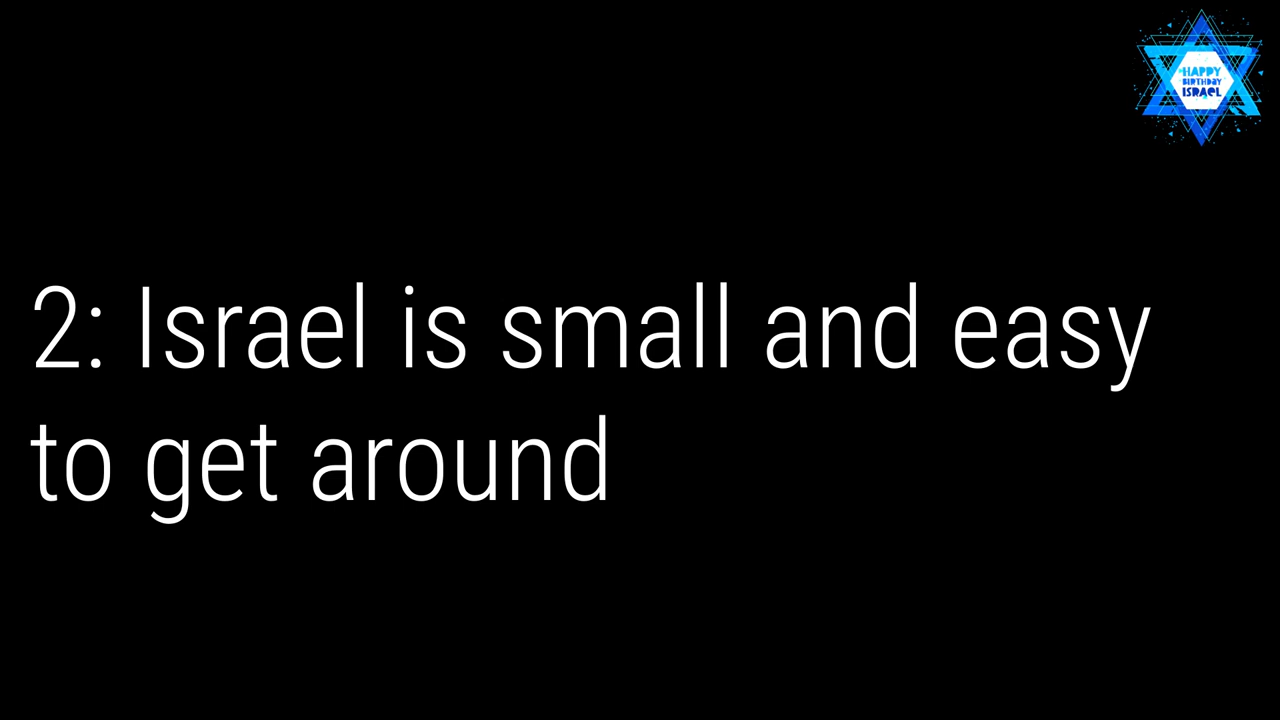 HAPPY
BIRTHDAY
ISRAEL
2: Israel is small and easy
to get around